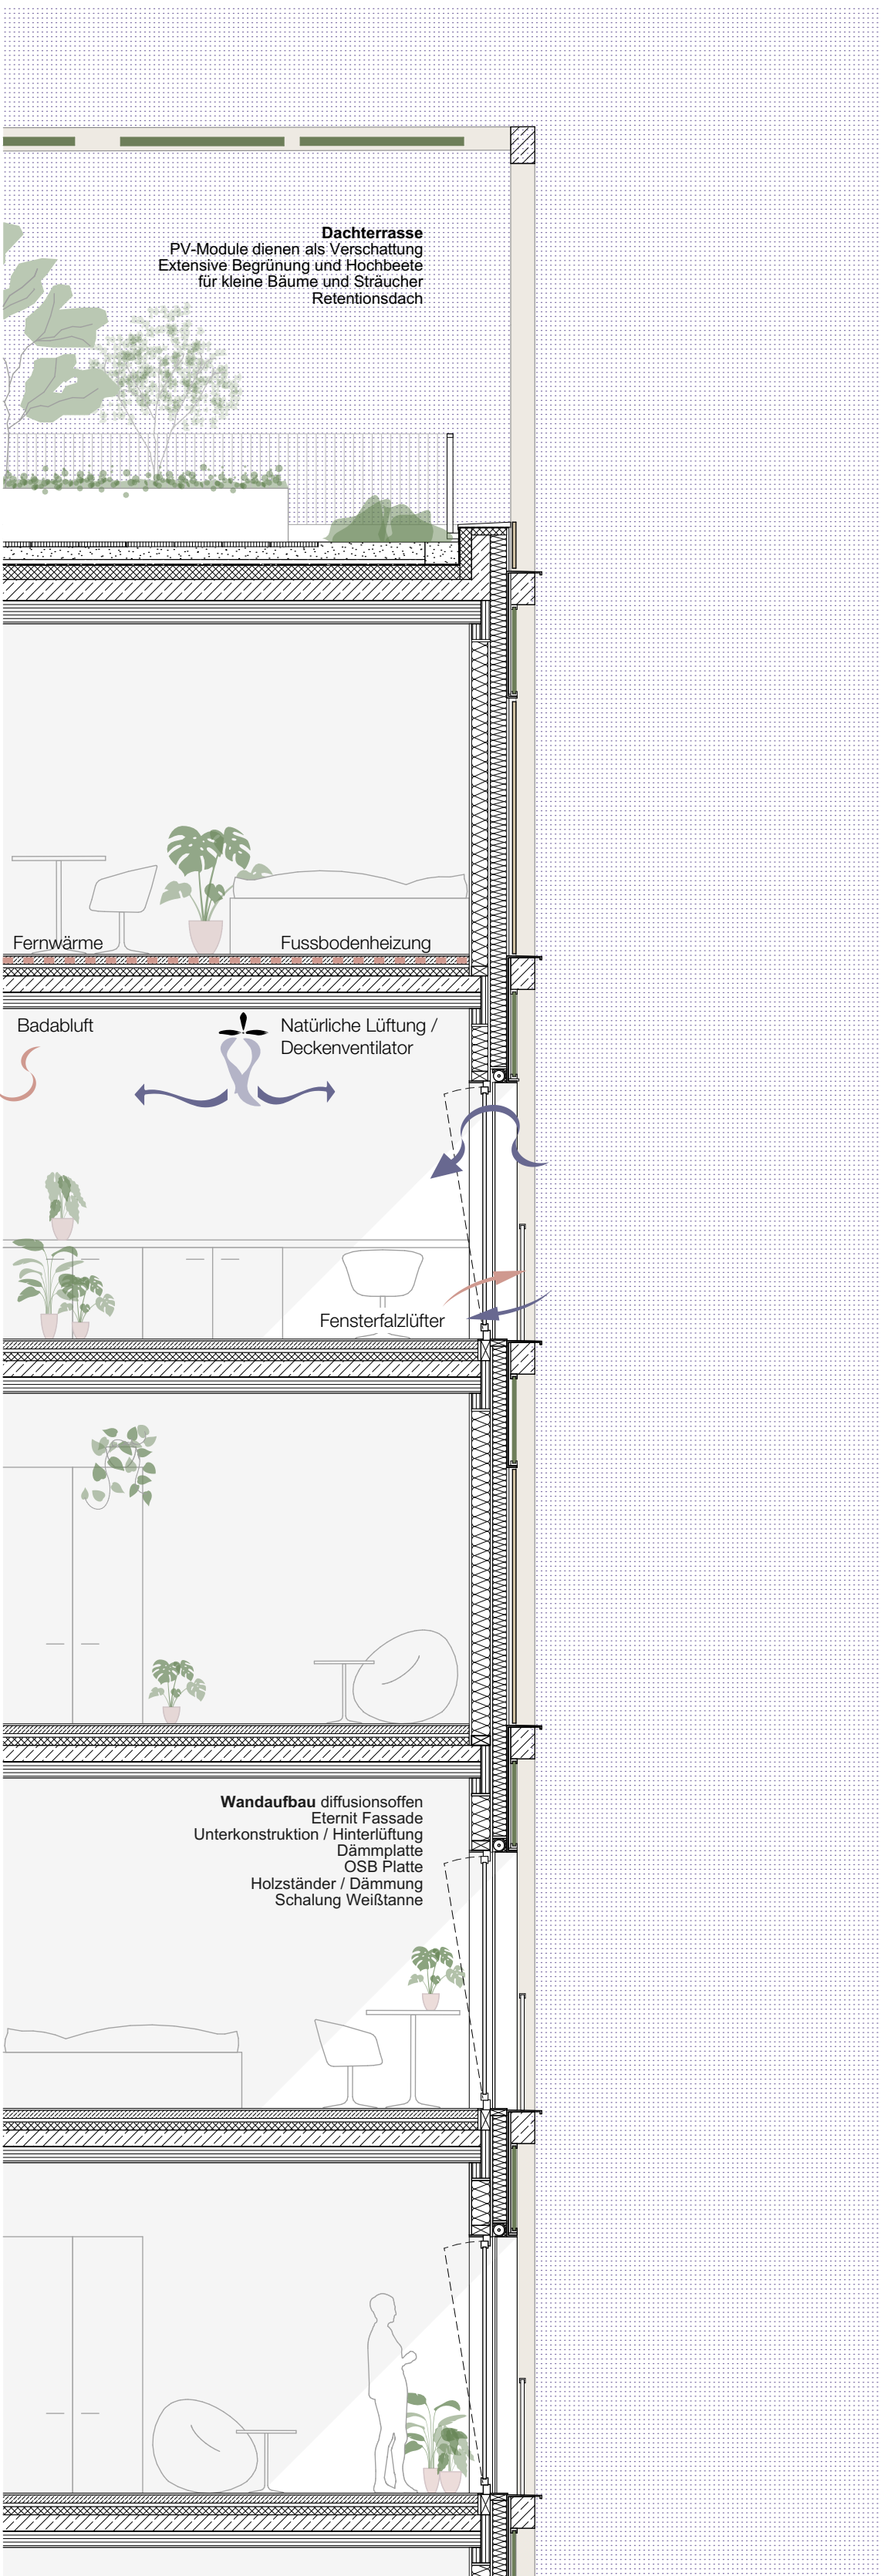 Dachterrasse
PV-Module dienen als Verschattung
Extensive Begrünung und Hochbeete
für kleine Bäume und Sträucher
Retentionsdach
Fernwärme
Fussbodenheizung
Badabluft
Natürliche Lüftung /
Deckenventilator
Fensterfalzlüfter
Wandaufbau diffusionsoffen
Eternit Fassade
Unterkonstruktion / Hinterlüftung
Dämmplatte
OSB Platte
Holzständer / Dämmung
Schalung Weißtanne